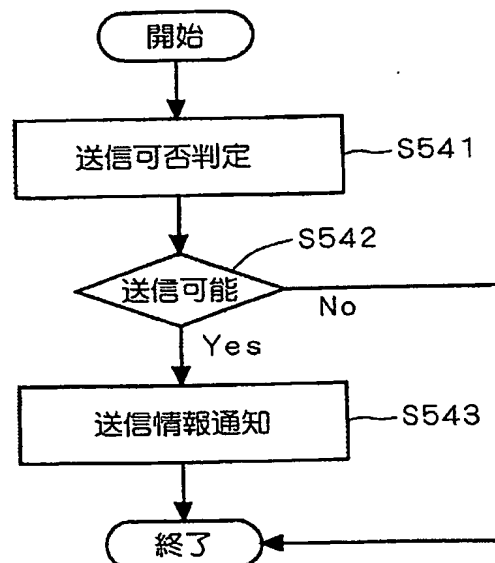 開始
送信可否判定
S541
S542
送信可能
No
Yes
送信情報通知
S543
終了